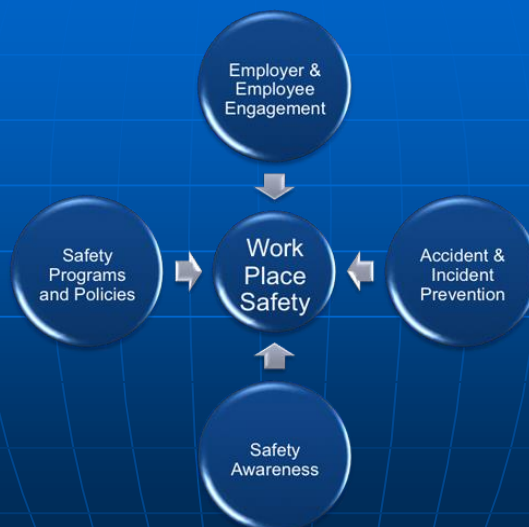 Employer &
Employee
Engagement
Safety
Programs
and Policies
Work
Place
Safety
Accident &
Incident
Prevention
Safety
Awareness